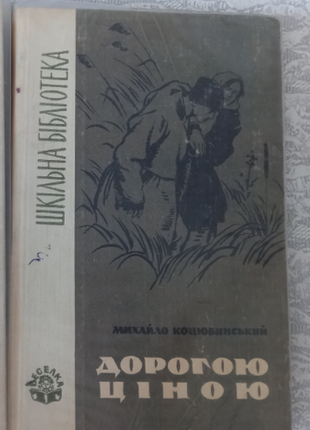 ШКІЛЬНА БІБЛІОТЕКА
МИХАЙЛО КОЦЮБИНСЬКИЙ
ДОРОГОЮ
ЦІНОЮ
ВЕСЕЛКА